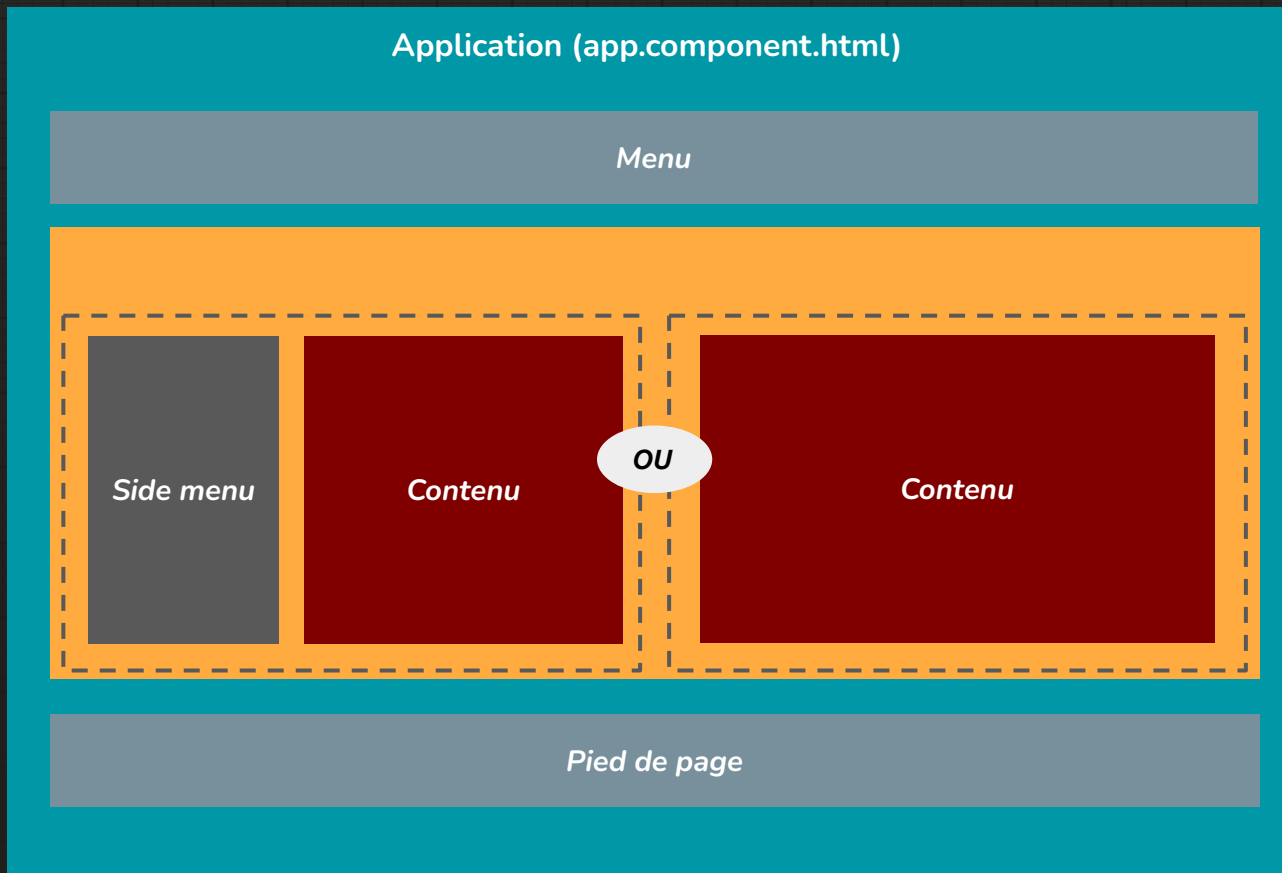 Application (app.component.html)
Menu
Side menu
Contenu
OU
Contenu
Pied de page